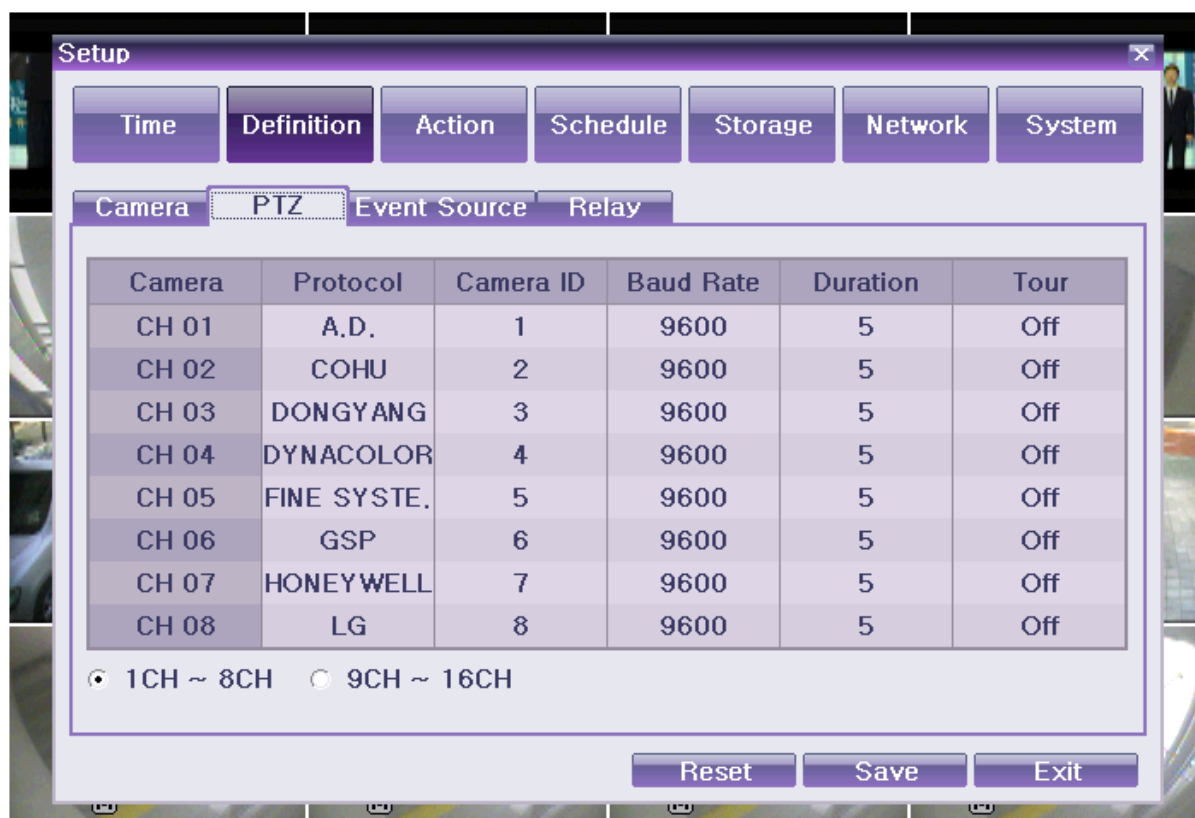 Setup
Time Definition Action Schedule Storage Network System
Camera PTZ Event Source Relay
Camera Protocol Camera ID Baud Rate Duration Tour
CH 01 A.D. 1 9600 5 Off
CH 02 COHU 2 9600 5 Off
CH 03 DONGYANG 3 9600 5 Off
CH 04 DYNACOLOR 4 9600 5 Off
CH 05 FINE SYSTE. 5 9600 5 Off
CH 06 GSP 6 9600 5 Off
CH 07 HONEYWELL 7 9600 5 Off
CH 08 LG 8 9600 5 Off
1CH ~ 8CH 9CH ~ 16CH
Reset Save Exit